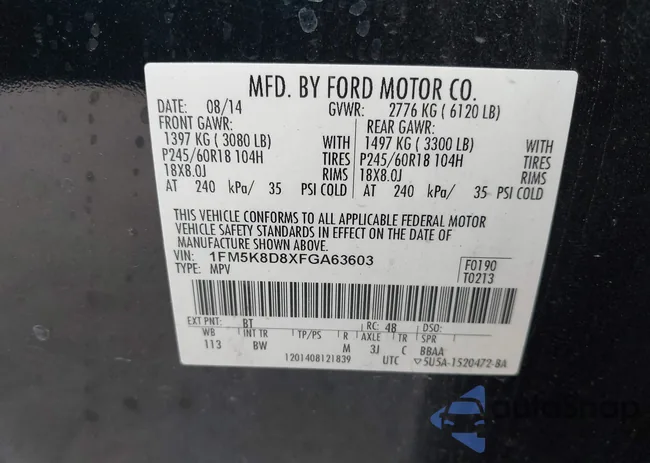 MFD. BY FORD MOTOR CO.
DATE: 08/14 GVWR: 2776 KG ( 6120 LB)
FRONT GAWR: REAR GAWR:
1397 KG ( 3080 LB) WITH 1497 KG ( 3300 LB) WITH
P245/60R18 104H TIRES P245/60R18 104H TIRES
18X8.0J RIMS 18X8.0J RIMS
AT 240 kPa/ 35 PSI COLD AT 240 kPa/ 35 PSI COLD
THIS VEHICLE CONFORMS TO ALL APPLICABLE FEDERAL MOTOR
VEHICLE SAFETY STANDARDS IN EFFECT ON THE DATE OF
MANUFACTURE SHOWN ABOVE.
VIN: 1FM5K8D8XFGA63603 F0190
TYPE: MPV T0213
EXT PNT: BT RC: 48 DSO:
WB INT TR TP/PS R AXLE TR SPR
113 BW M 3J C BBAA
1201408121839 UTC ▽5U5A-1520472-BA
autoshap